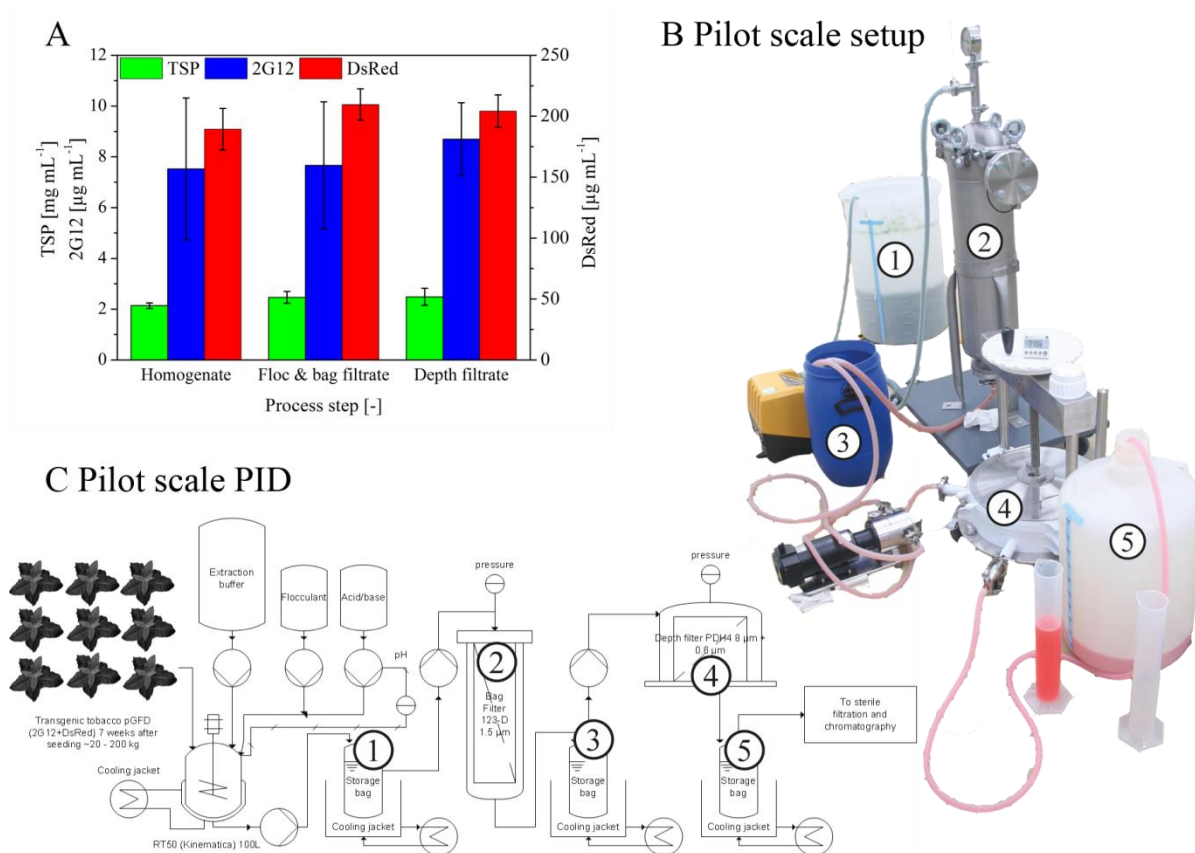 A
TSP
2G12
DsRed
TSP [mg mL⁻¹]
2G12 [µg mL⁻¹]
12
10
8
6
4
2
0
DsRed [µg mL⁻¹]
250
200
150
100
50
0
Homogenate
Floc & bag filtrate
Depth filtrate
Process step [-]
B Pilot scale setup
1
2
3
4
5
C Pilot scale PID
Transgenic tobacco pGFD
(2G12+DsRed) 7 weeks after
seeding ~20 - 200 kg
Extraction
buffer
Flocculant
Acid/base
pH
Cooling jacket
RT50 (Kinematica) 100L
1
Storage
bag
Cooling jacket
pressure
2
Bag
Filter
123-D
1.5 µm
3
Storage
bag
Cooling jacket
pressure
Depth filter PDH4 8 µm +
0.6 µm
4
5
Storage
bag
Cooling jacket
To sterile
filtration and
chromatography